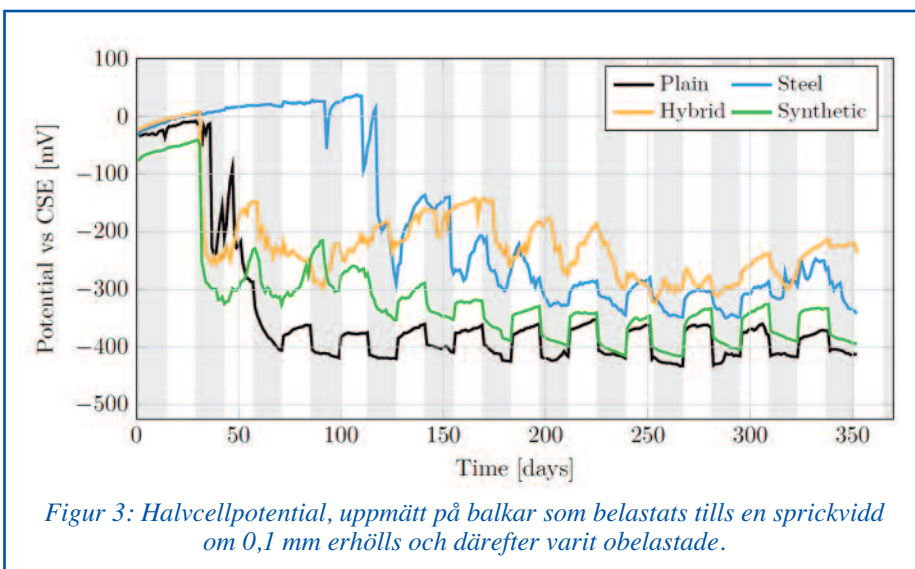 100
0
−100
−200
−300
−400
−500
Potential vs CSE [mV]
Plain
Steel
Hybrid
Synthetic
0 50 100 150 200 250 300 350
Time [days]
Figur 3: Halvcellpotential, uppmätt på balkar som belastats tills en sprickvidd
om 0,1 mm erhölls och därefter varit obelastade.